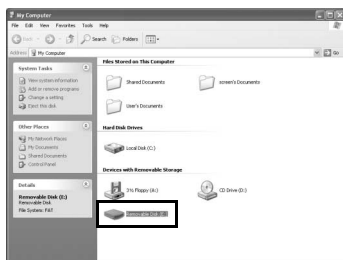 My Computer
File Edit View Favorites Tools Help
Back Search Folders
Address My Computer Go
System Tasks
View system information
Add or remove programs
Change a setting
Eject this disk
Other Places
My Network Places
My Documents
Shared Documents
Control Panel
Details
Removable Disk (E:)
Removable Disk
File System: FAT
Files Stored on This Computer
Shared Documents
screen's Documents
User's Documents
Hard Disk Drives
Local Disk (C:)
Devices with Removable Storage
3½ Floppy (A:)
CD Drive (D:)
Removable Disk (E:)